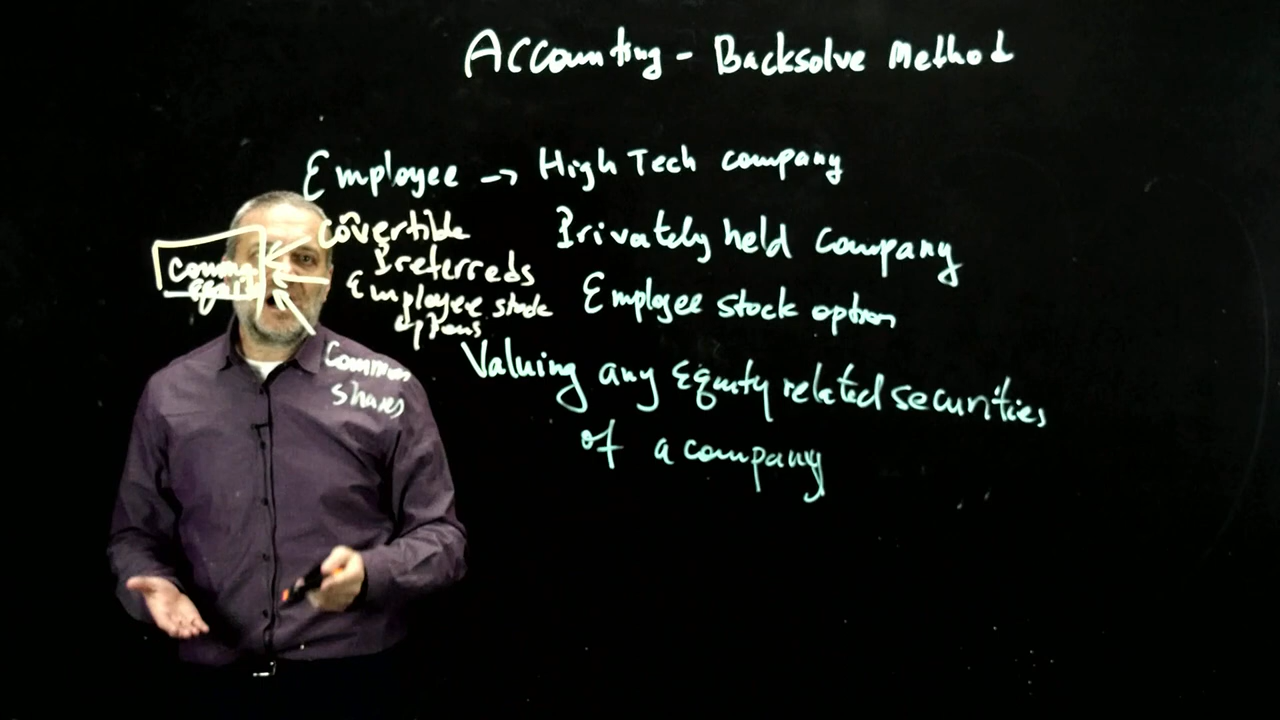 Accounting - Backsolve Method
Employee → High Tech company
Covertible
Preferreds
Privately held company
Employee stock
options
Employee stock option
Common
shares
Valuing any Equity related securities
of a company